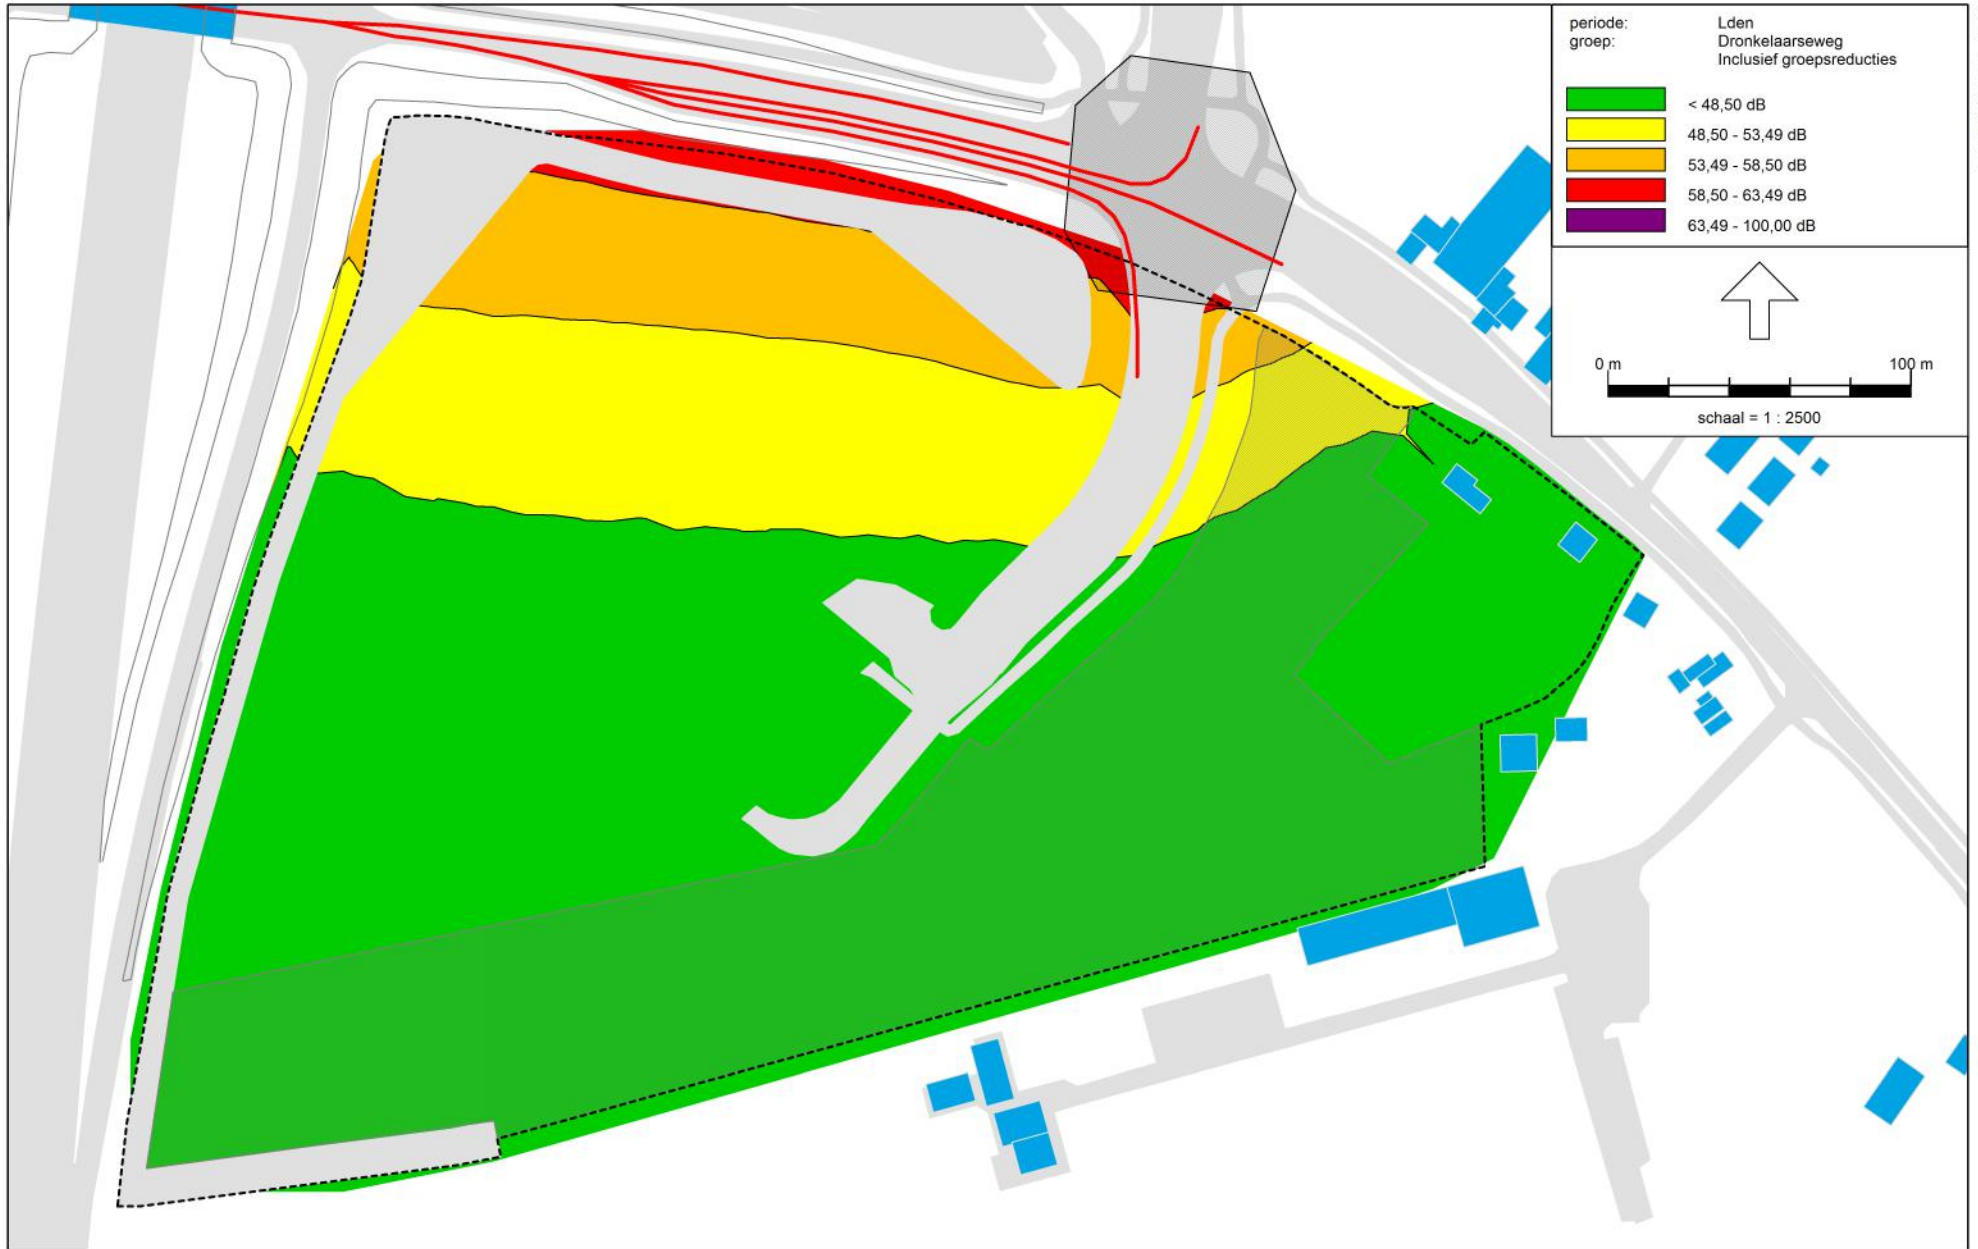 periode: Lden
groep: Dronkelaarseweg
Inclusief groepsreducties
< 48,50 dB
48,50 - 53,49 dB
53,49 - 58,50 dB
58,50 - 63,49 dB
63,49 - 100,00 dB
0 m 100 m
schaal = 1 : 2500